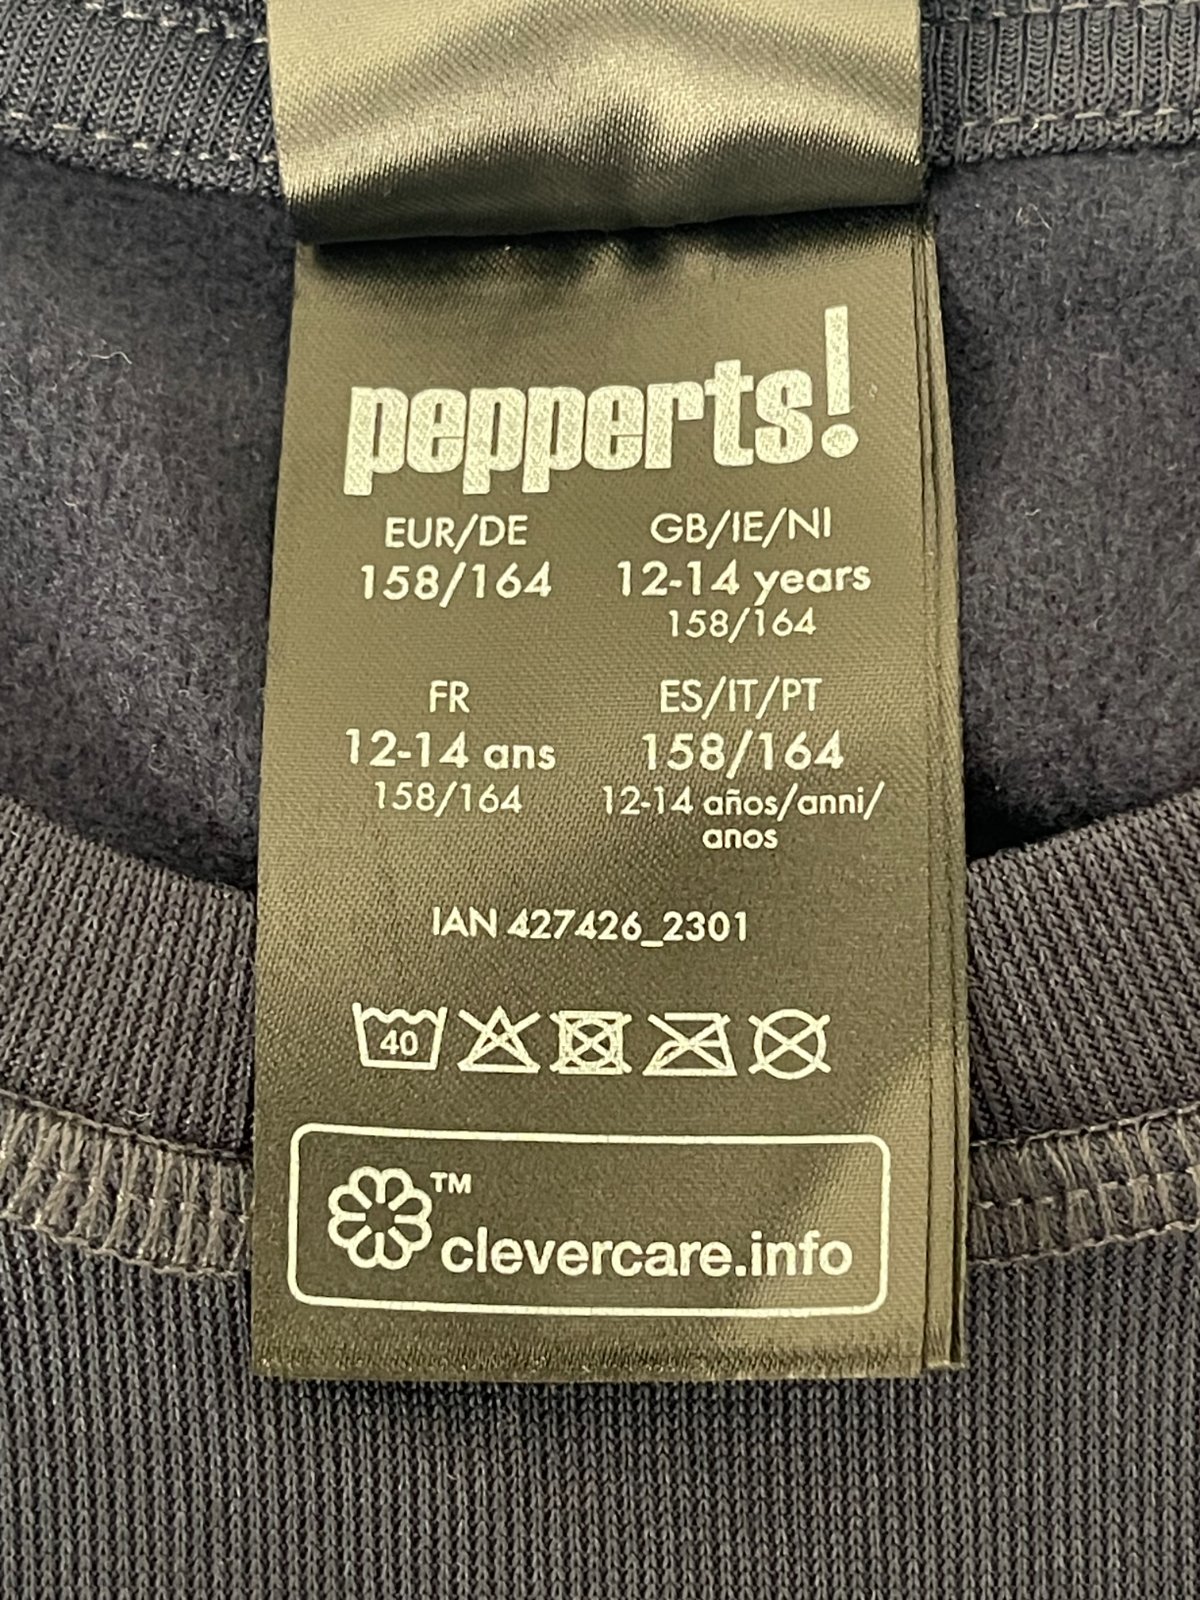 pepperts!
EUR/DE
158/164
GB/IE/NI
12-14 years
158/164
FR
12-14 ans
158/164
ES/IT/PT
158/164
12-14 años/anni/
anos
IAN 427426_2301
40
™
clevercare.info